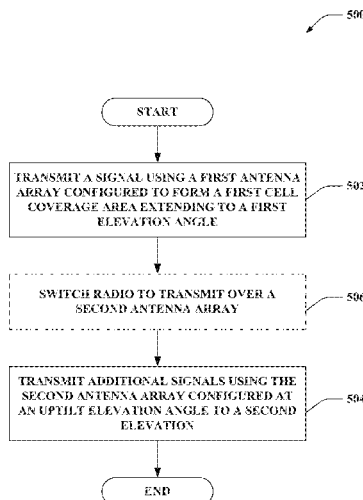 500
START
TRANSMIT A SIGNAL USING A FIRST ANTENNA
ARRAY CONFIGURED TO FORM A FIRST CELL
COVERAGE AREA EXTENDING TO A FIRST
ELEVATION ANGLE
502
SWITCH RADIO TO TRANSMIT OVER A
SECOND ANTENNA ARRAY
506
TRANSMIT ADDITIONAL SIGNALS USING THE
SECOND ANTENNA ARRAY CONFIGURED AT
AN UPTILT ELEVATION ANGLE TO A SECOND
ELEVATION
504
END